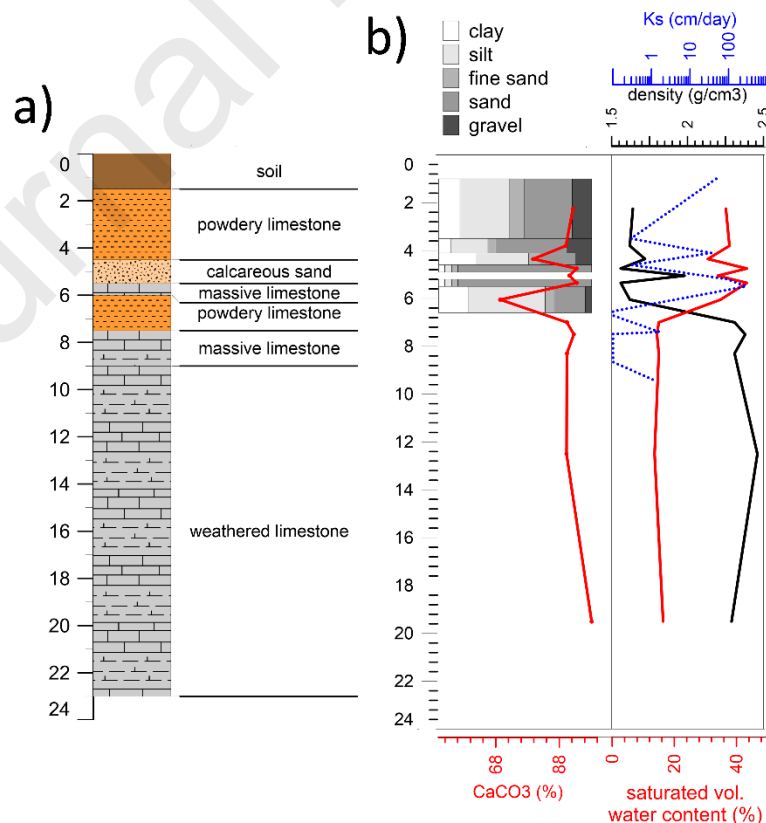 urnal
a)
0
2
4
6
8
10
12
14
16
18
20
22
24
soil
powdery limestone
calcareous sand
massive limestone
powdery limestone
massive limestone
weathered limestone
b)
clay
silt
fine sand
sand
gravel
Ks (cm/day)
1
10
100
density (g/cm3)
1.5
2
2.5
0
2
4
6
8
10
12
14
16
18
20
22
24
68
88
CaCO3 (%)
0
20
40
saturated vol.
water content (%)